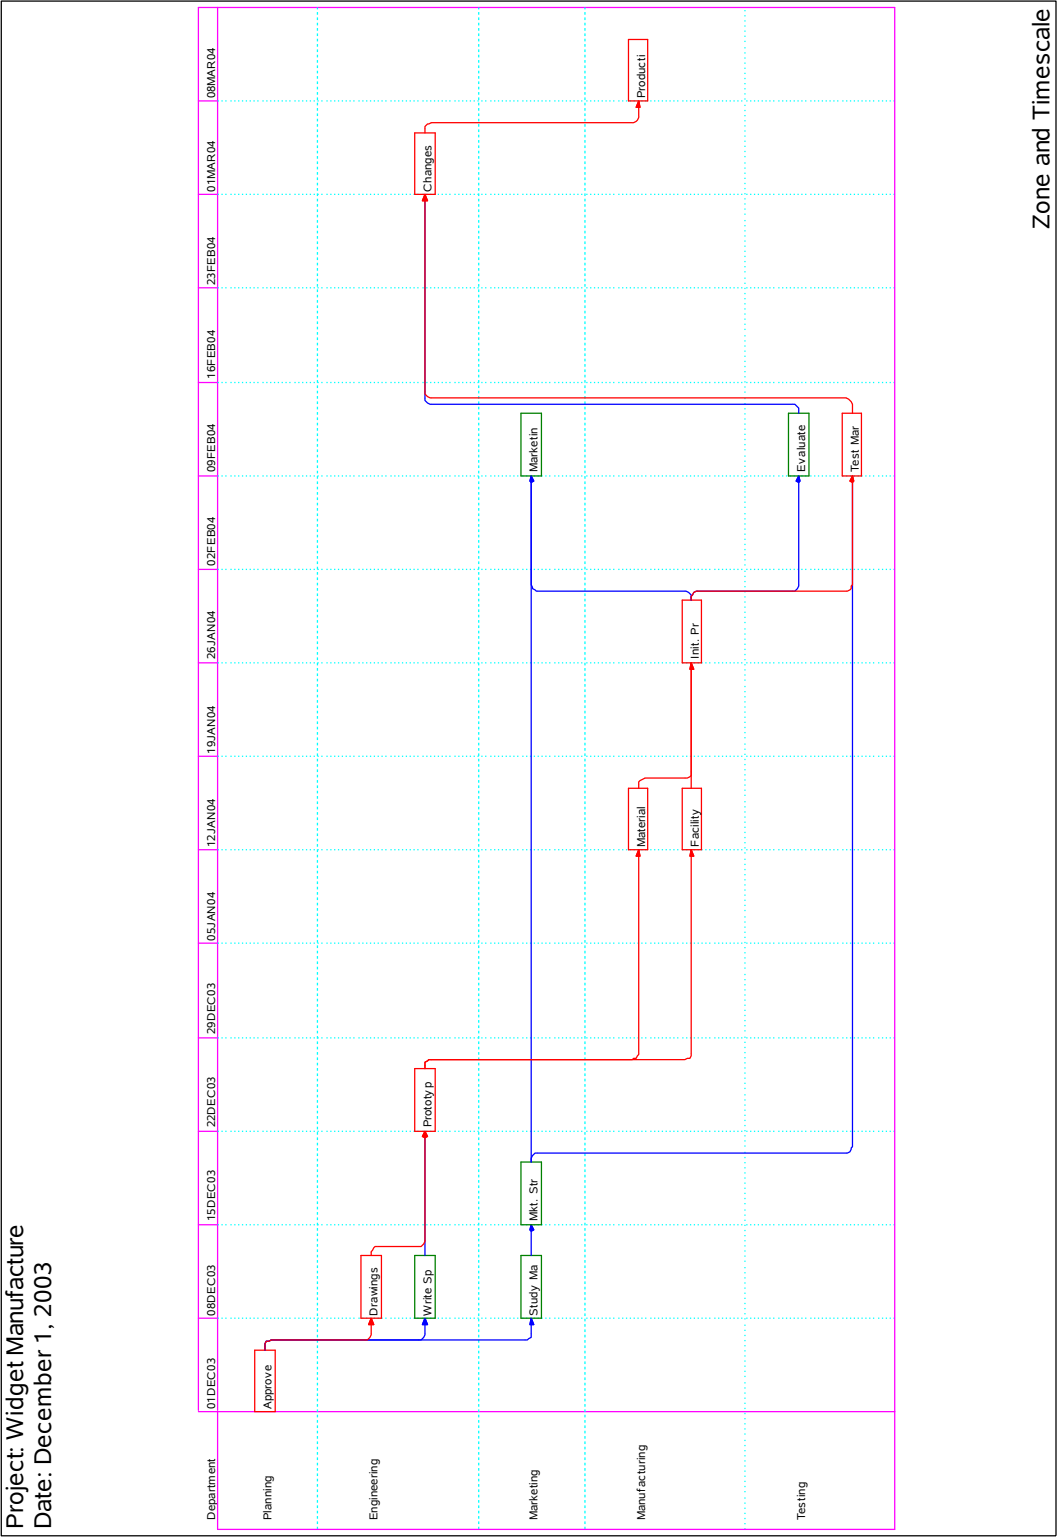 Project: Widget Manufacture
Date: December 1, 2003
Department 01DEC03 08DEC03 15DEC03 22DEC03 29DEC03 05JAN04 12JAN04 19JAN04 26JAN04 02FEB04 09FEB04 16FEB04 23FEB04 01MAR04 08MAR04
Planning
Approve
Engineering
Drawings
Write Sp
Prototyp
Changes
Marketing
Study Ma
Mkt. Str
Marketin
Manufacturing
Material
Producti
Facility
Init. Pr
Testing
Evaluate
Test Mar
Zone and Timescale